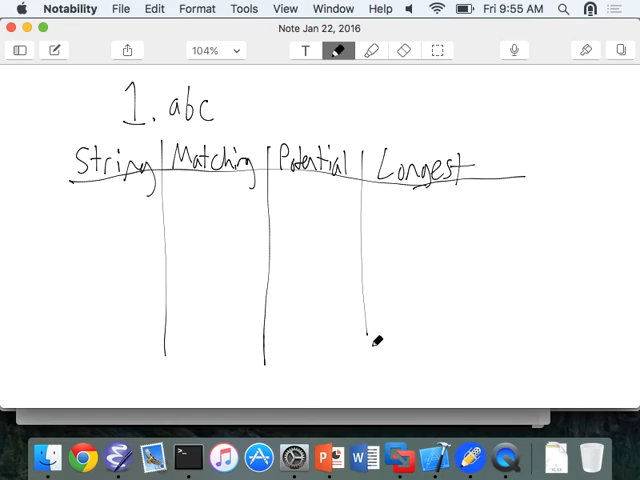 Notability File Edit Format Tools View Window Help Fri 9:55 AM
Note Jan 22, 2016
104% T
1. abc
String Matching Potential Longest